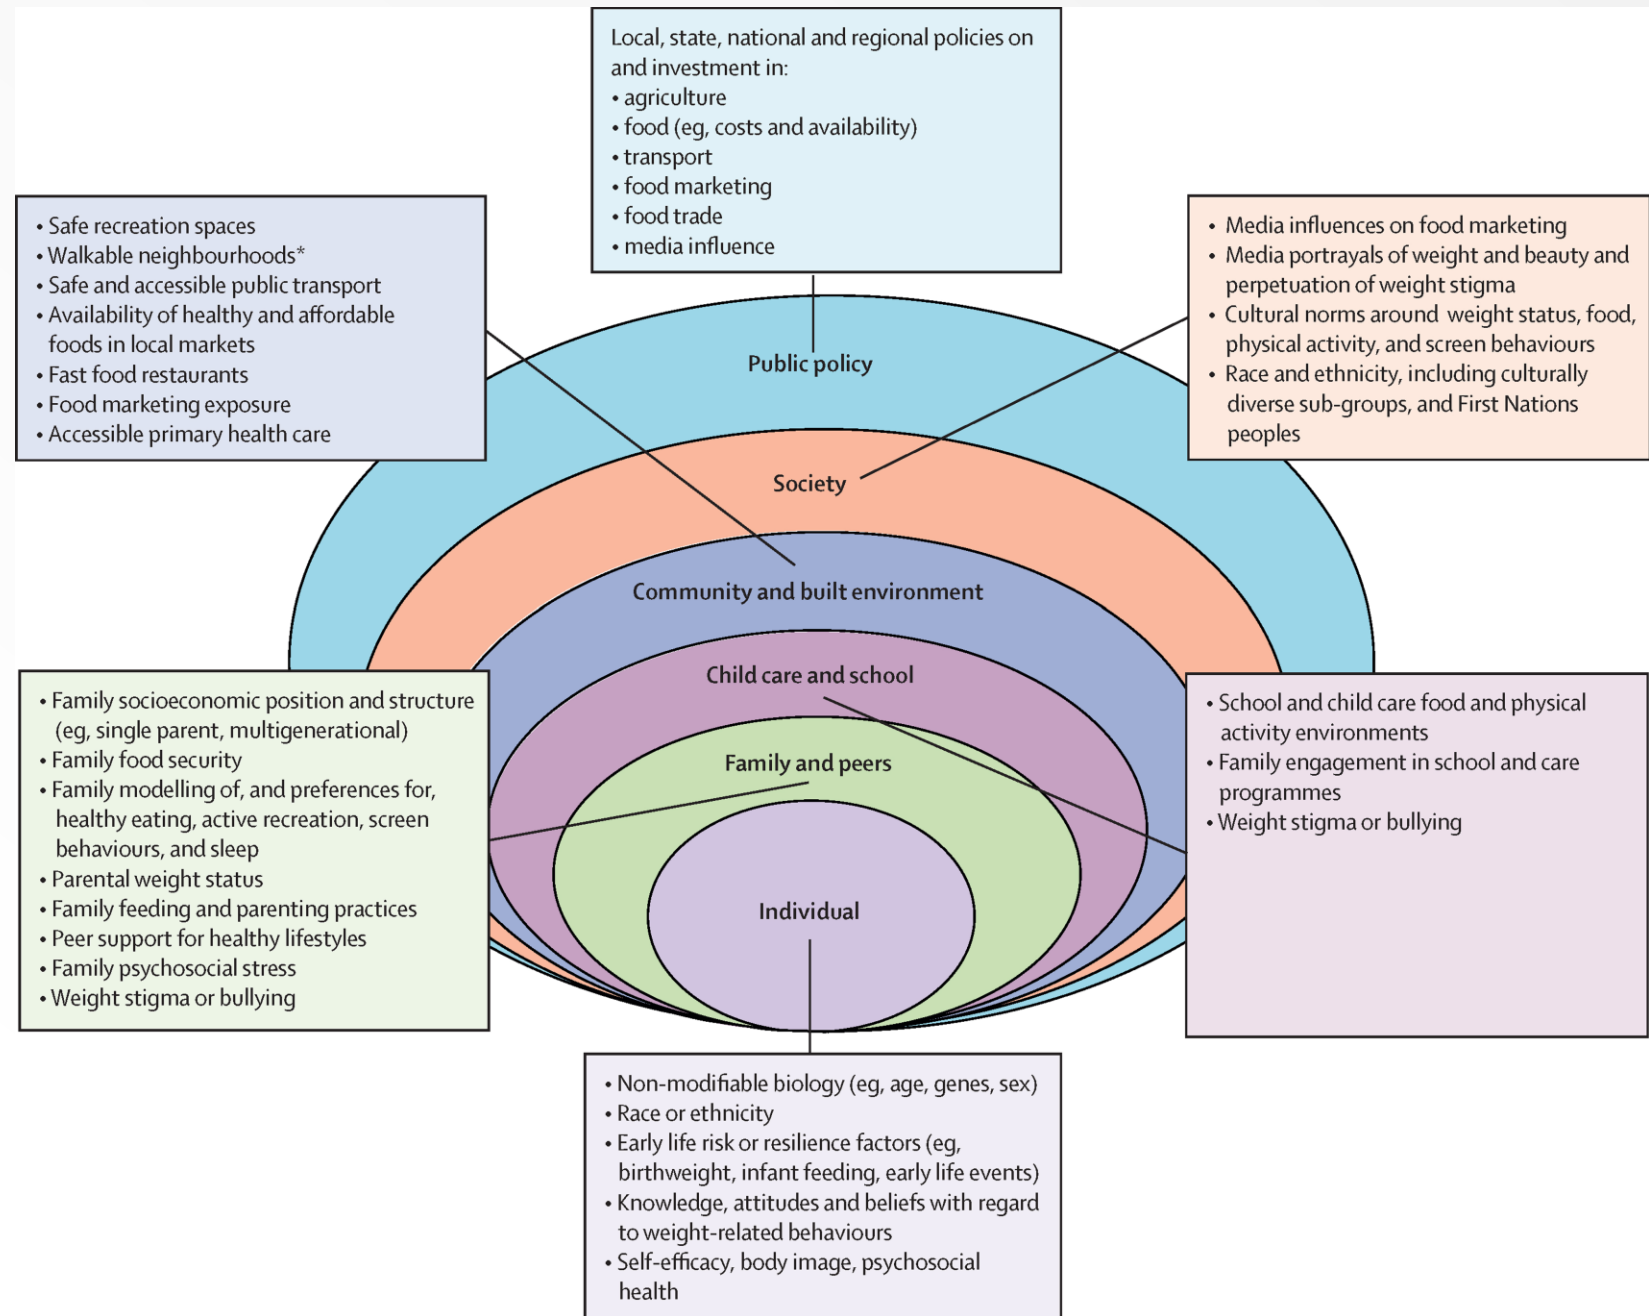 Local, state, national and regional policies on
and investment in:
• agriculture
• food (eg, costs and availability)
• transport
• food marketing
• food trade
• media influence
• Safe recreation spaces
• Walkable neighbourhoods*
• Safe and accessible public transport
• Availability of healthy and affordable
foods in local markets
• Fast food restaurants
• Food marketing exposure
• Accessible primary health care
• Media influences on food marketing
• Media portrayals of weight and beauty and
perpetuation of weight stigma
• Cultural norms around weight status, food,
physical activity, and screen behaviours
• Race and ethnicity, including culturally
diverse sub-groups, and First Nations
peoples
Public policy
Society
Community and built environment
Child care and school
Family and peers
Individual
• Family socioeconomic position and structure
(eg, single parent, multigenerational)
• Family food security
• Family modelling of, and preferences for,
healthy eating, active recreation, screen
behaviours, and sleep
• Parental weight status
• Family feeding and parenting practices
• Peer support for healthy lifestyles
• Family psychosocial stress
• Weight stigma or bullying
• School and child care food and physical
activity environments
• Family engagement in school and care
programmes
• Weight stigma or bullying
• Non-modifiable biology (eg, age, genes, sex)
• Race or ethnicity
• Early life risk or resilience factors (eg,
birthweight, infant feeding, early life events)
• Knowledge, attitudes and beliefs with regard
to weight-related behaviours
• Self-efficacy, body image, psychosocial
health